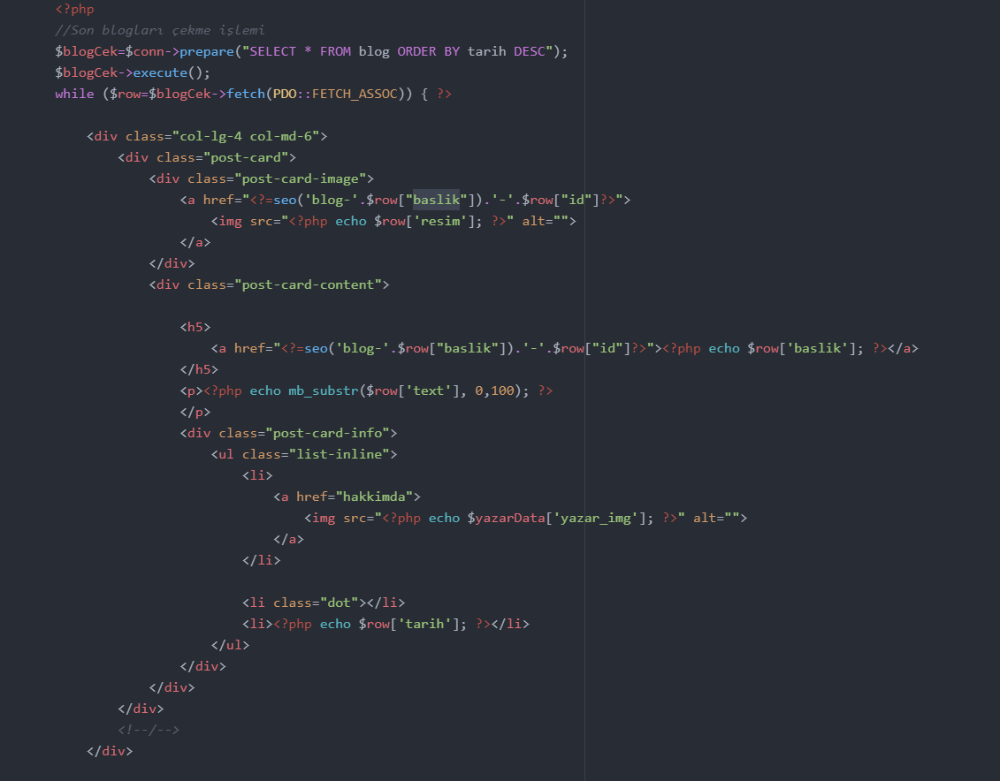 <?php
//Son blogları çekme işlemi
$blogCek=$conn->prepare("SELECT * FROM blog ORDER BY tarih DESC");
$blogCek->execute();
while ($row=$blogCek->fetch(PDO::FETCH_ASSOC)) { ?>
<div class="col-lg-4 col-md-6">
<div class="post-card">
<div class="post-card-image">
<a href="<?=seo('blog-'.$row["baslik"]).'-'.$row["id"]?>">
<img src="<?php echo $row['resim']; ?>" alt="">
</a>
</div>
<div class="post-card-content">
<h5>
<a href="<?=seo('blog-'.$row["baslik"]).'-'.$row["id"]?>"><?php echo $row['baslik']; ?></a>
</h5>
<p><?php echo mb_substr($row['text'], 0,100); ?>
</p>
<div class="post-card-info">
<ul class="list-inline">
<li>
<a href="hakkimda">
<img src="<?php echo $yazarData['yazar_img']; ?>" alt="">
</a>
</li>
<li class="dot"></li>
<li><?php echo $row['tarih']; ?></li>
</ul>
</div>
</div>
</div>
<!--/-->
</div>